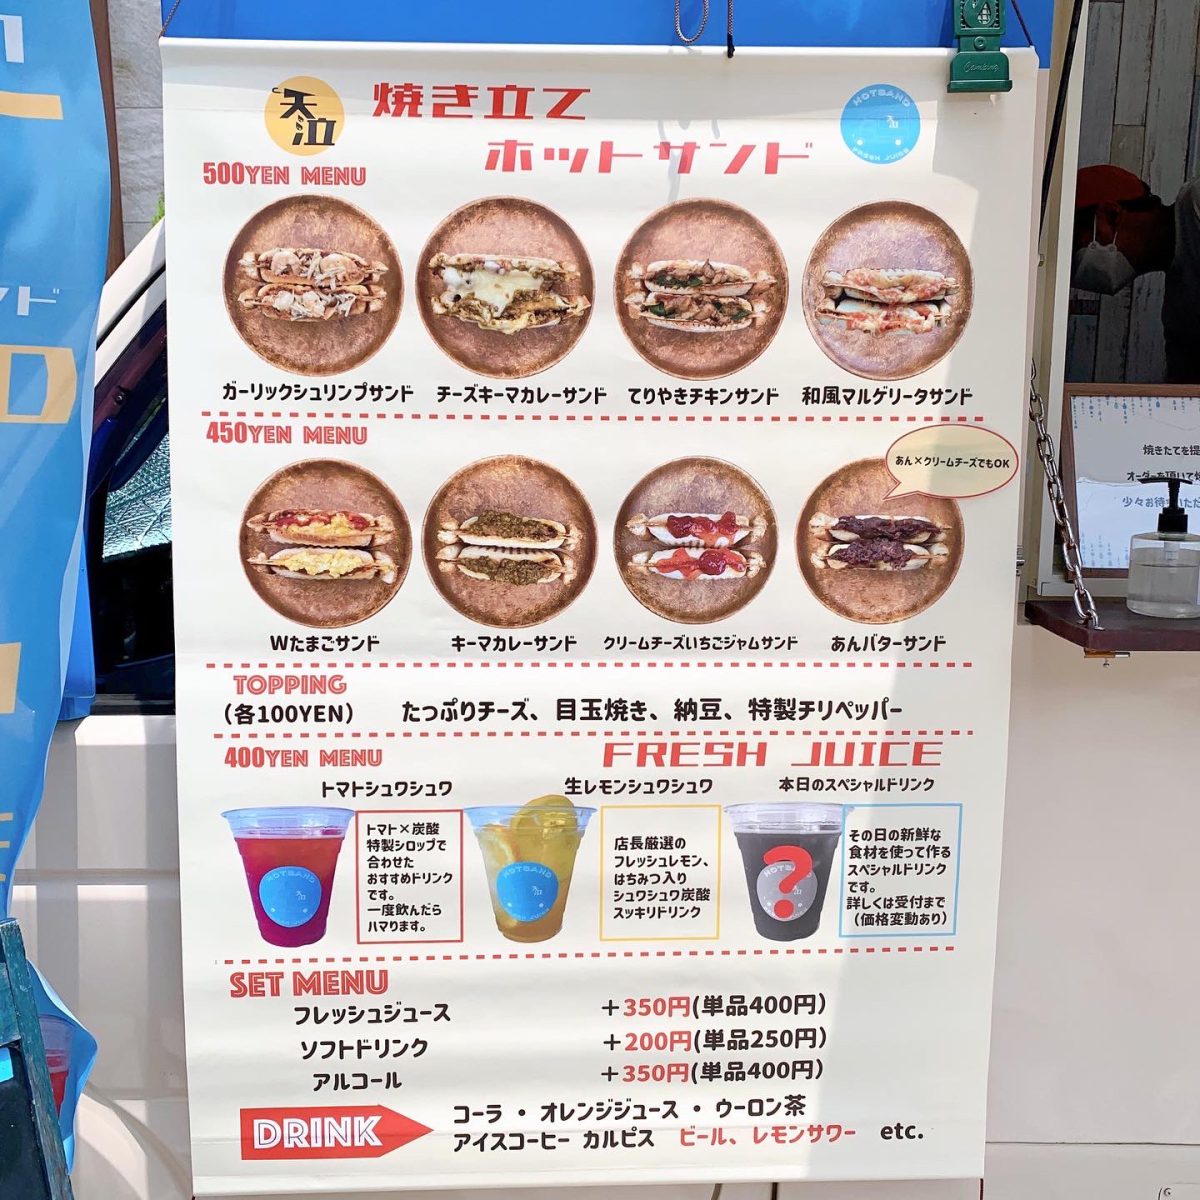 天泣
焼き立て
ホットサンド
HOTSAND
天泣
FRESH JUICE
500YEN MENU
ガーリックシュリンプサンド
チーズキーマカレーサンド
てりやきチキンサンド
和風マルゲリータサンド
450YEN MENU
あん×クリームチーズでもOK
Wたまごサンド
キーマカレーサンド
クリームチーズいちごジャムサンド
あんバターサンド
TOPPING
(各100YEN)
たっぷりチーズ、目玉焼き、納豆、特製チリペッパー
400YEN MENU
FRESH JUICE
トマトシュワシュワ
生レモンシュワシュワ
本日のスペシャルドリンク
トマト×炭酸
特製シロップで
合わせた
おすすめドリンク
です。
一度飲んだら
ハマります。
店長厳選の
フレッシュレモン、
はちみつ入り
シュワシュワ炭酸
スッキリドリンク
?
その日の新鮮な
食材を使って作る
スペシャルドリンク
です。
詳しくは受付まで
(価格変動あり)
SET MENU
フレッシュジュース +350円(単品400円)
ソフトドリンク +200円(単品250円)
アルコール +350円(単品400円)
DRINK
コーラ・オレンジジュース・ウーロン茶
アイスコーヒー カルピス ビール、レモンサワー etc.
焼きたてを提
少々お待ちいただ